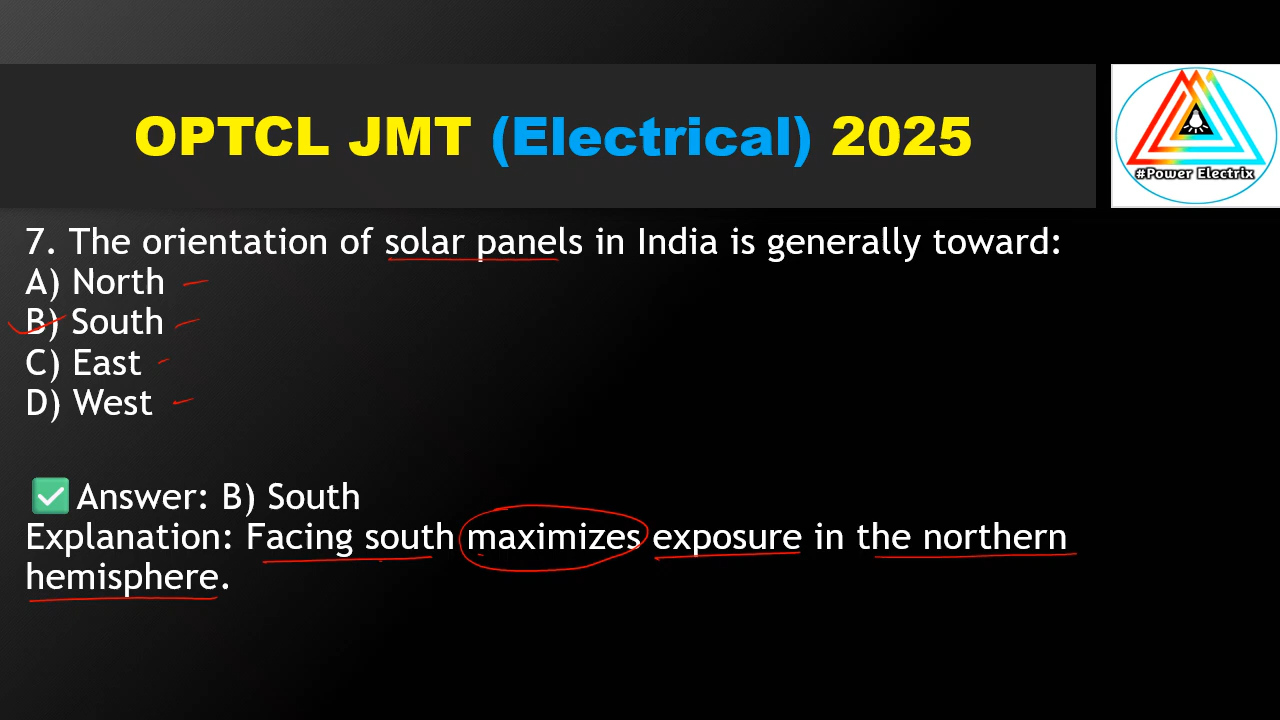 OPTCL JMT (Electrical) 2025
#Power Electrix
7. The orientation of solar panels in India is generally toward:
A) North
B) South
C) East
D) West
✅ Answer: B) South
Explanation: Facing south maximizes exposure in the northern
hemisphere.